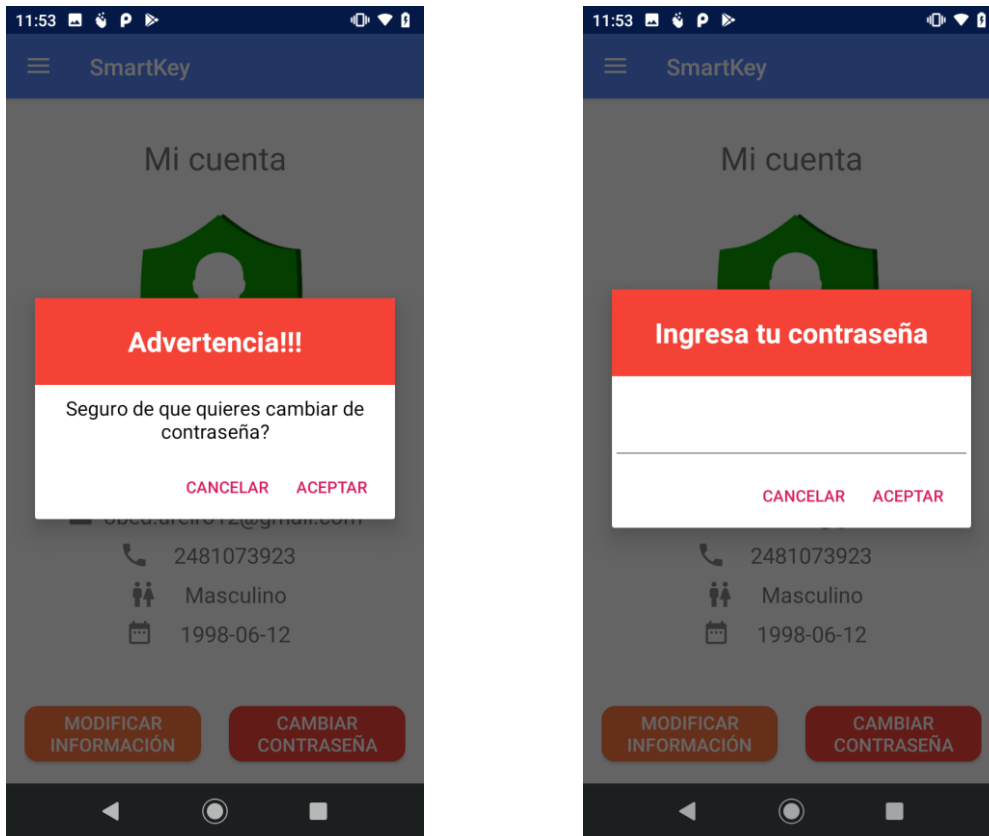 11:53
SmartKey
Mi cuenta
Advertencia!!!
Seguro de que quieres cambiar de
contraseña?
CANCELAR ACEPTAR
2481073923
Masculino
1998-06-12
MODIFICAR
INFORMACIÓN
CAMBIAR
CONTRASEÑA
11:53
SmartKey
Mi cuenta
Ingresa tu contraseña
CANCELAR ACEPTAR
2481073923
Masculino
1998-06-12
MODIFICAR
INFORMACIÓN
CAMBIAR
CONTRASEÑA